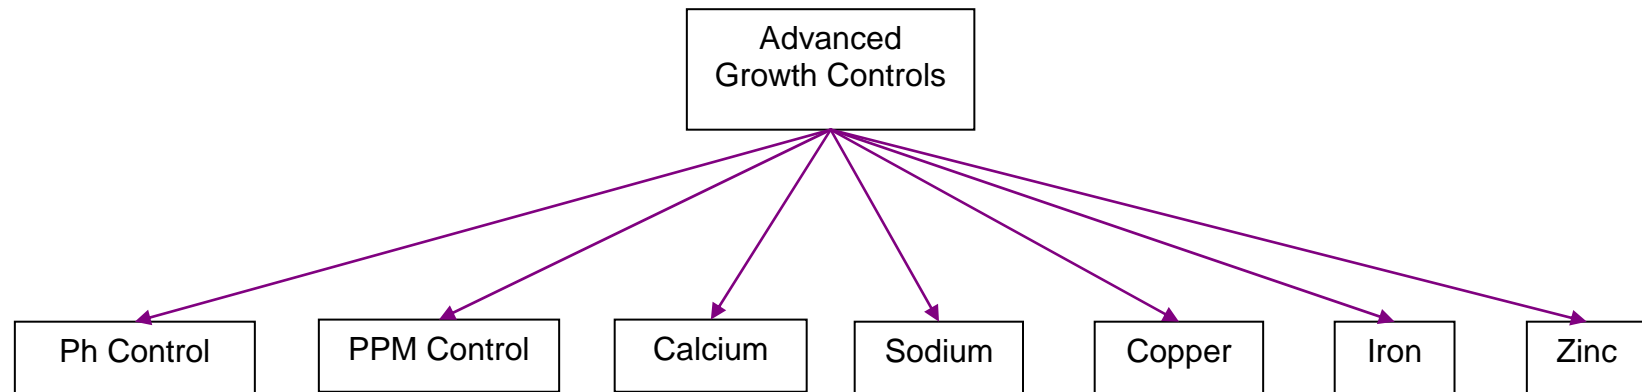 Advanced
Growth Controls
Ph Control
PPM Control
Calcium
Sodium
Copper
Iron
Zinc